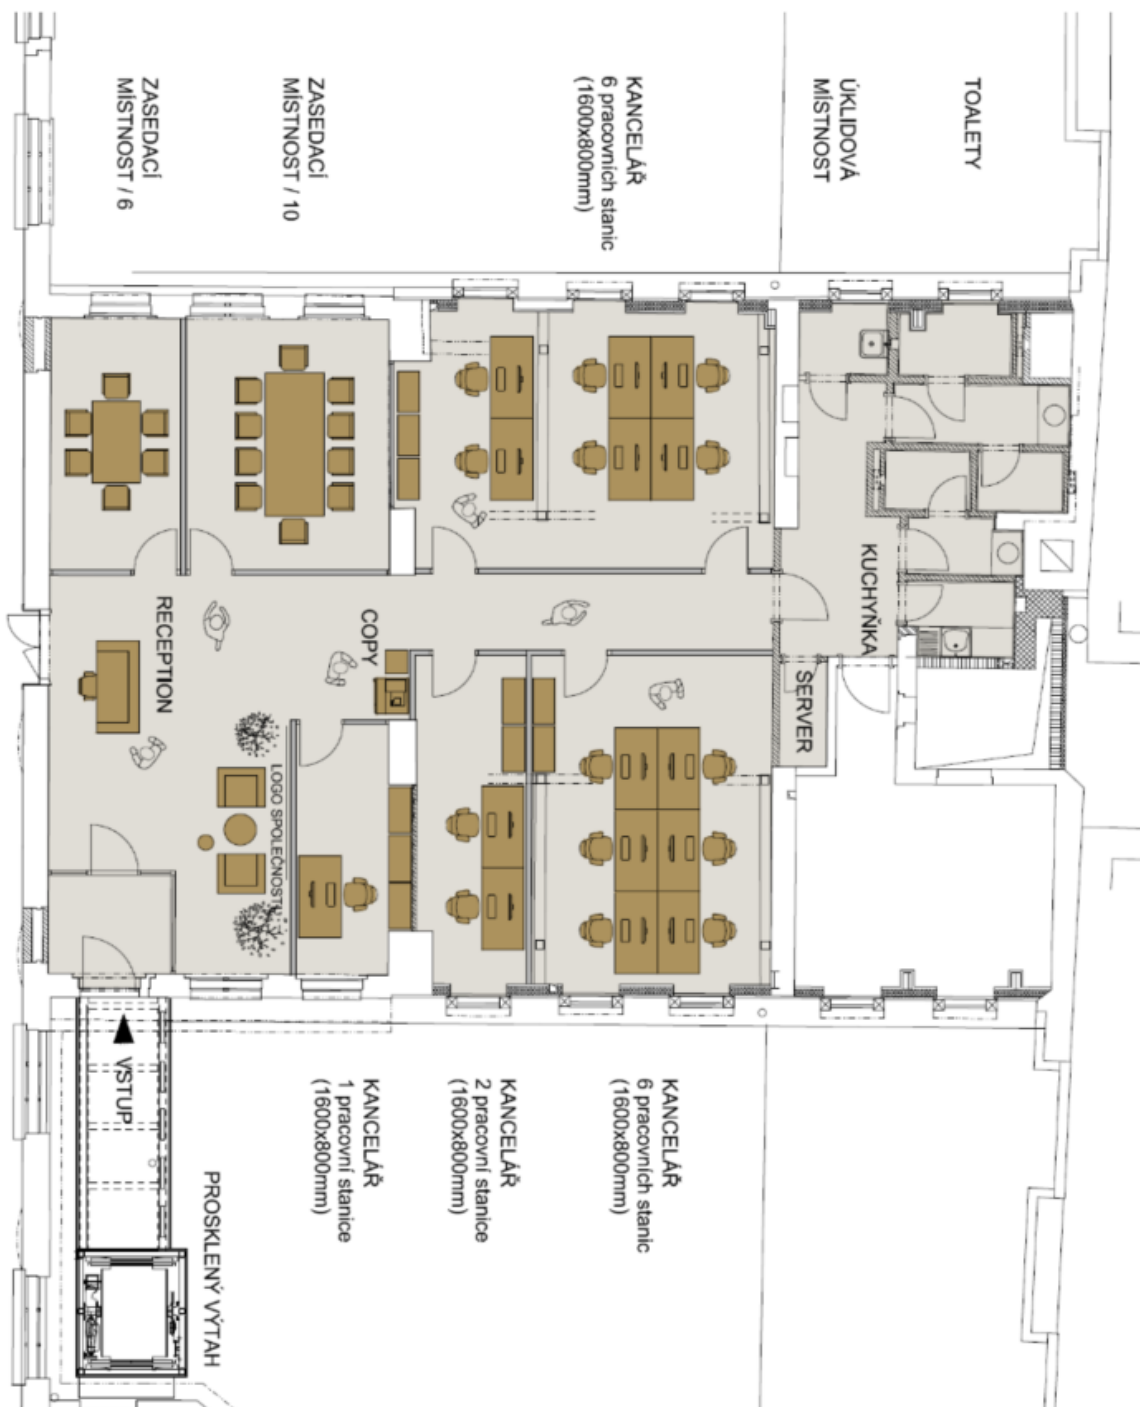 ZASEDACÍ
MÍSTNOST / 6
ZASEDACÍ
MÍSTNOST / 10
KANCELÁŘ
6 pracovních stanic
(1600x800mm)
ÚKLIDOVÁ
MÍSTNOST
TOALETY
RECEPTION
COPY
KUCHYŇKA
SERVER
LOGO SPOLEČNOSTI
VSTUP
PROSKLENÝ VÝTAH
KANCELÁŘ
1 pracovní stanice
(1600x800mm)
KANCELÁŘ
2 pracovní stanice
(1600x800mm)
KANCELÁŘ
6 pracovních stanic
(1600x800mm)